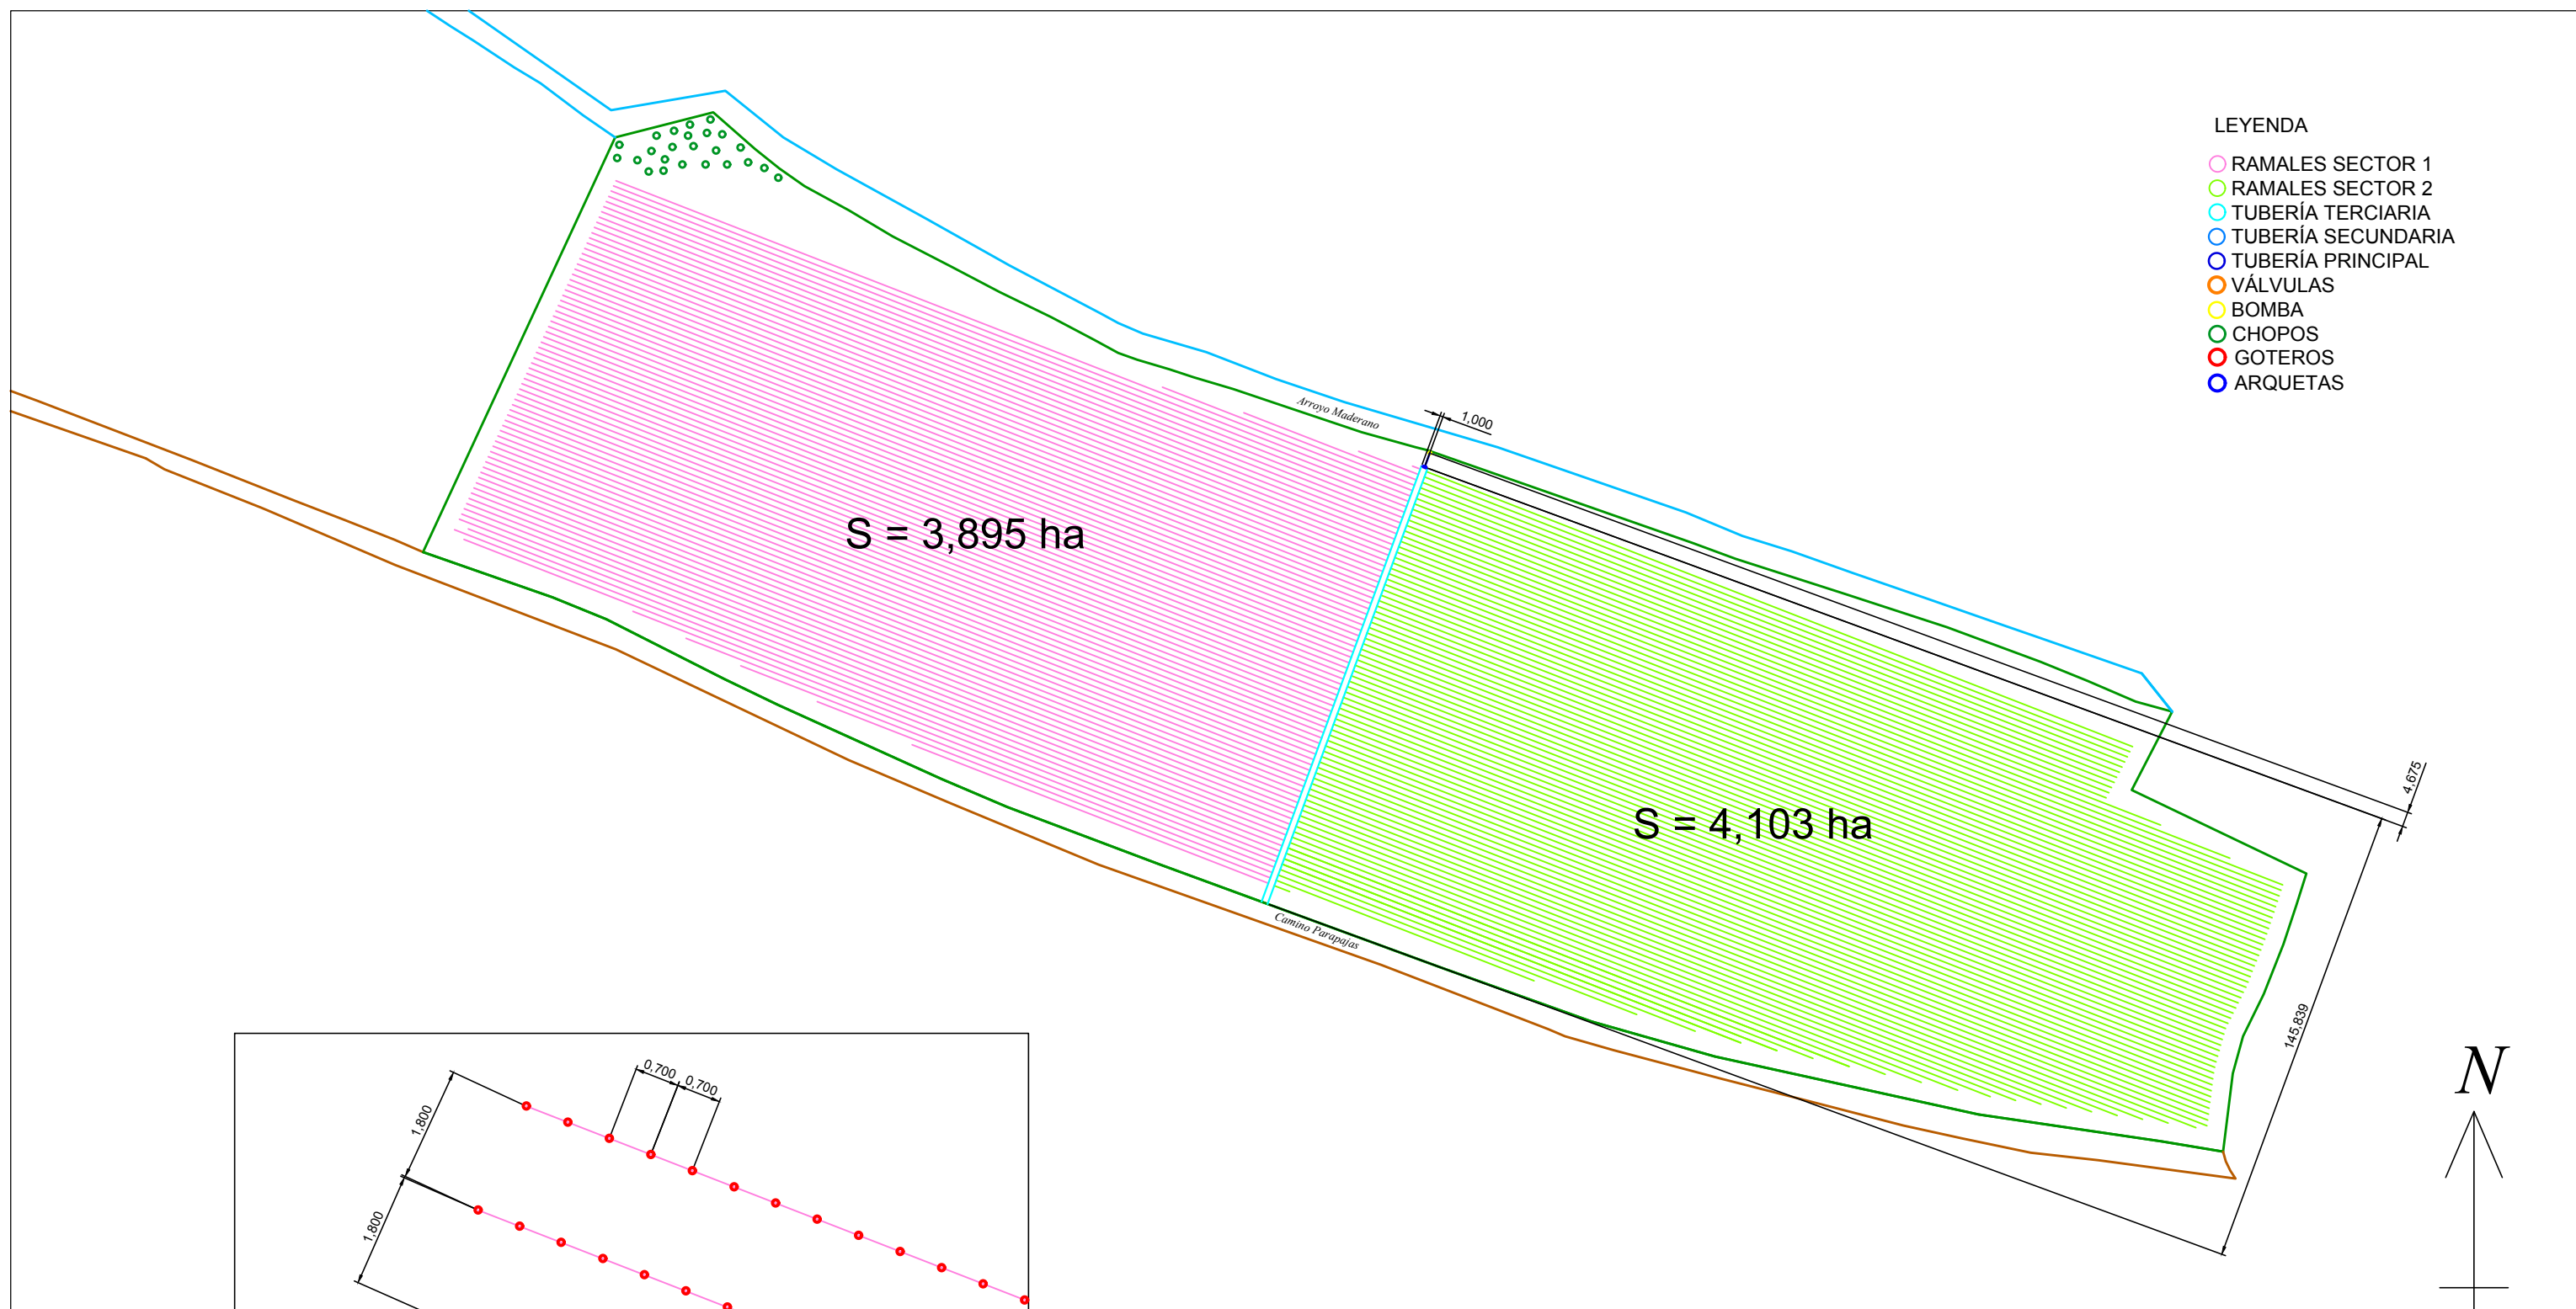 LEYENDA
RAMALES SECTOR 1
RAMALES SECTOR 2
TUBERÍA TERCIARIA
TUBERÍA SECUNDARIA
TUBERÍA PRINCIPAL
VÁLVULAS
BOMBA
CHOPOS
GOTEROS
ARQUETAS
Arroyo Maderano
1,000
S = 3,895 ha
S = 4,103 ha
4,675
Camino Parapajas
145,839
N
0,700
0,700
1,800
1,800